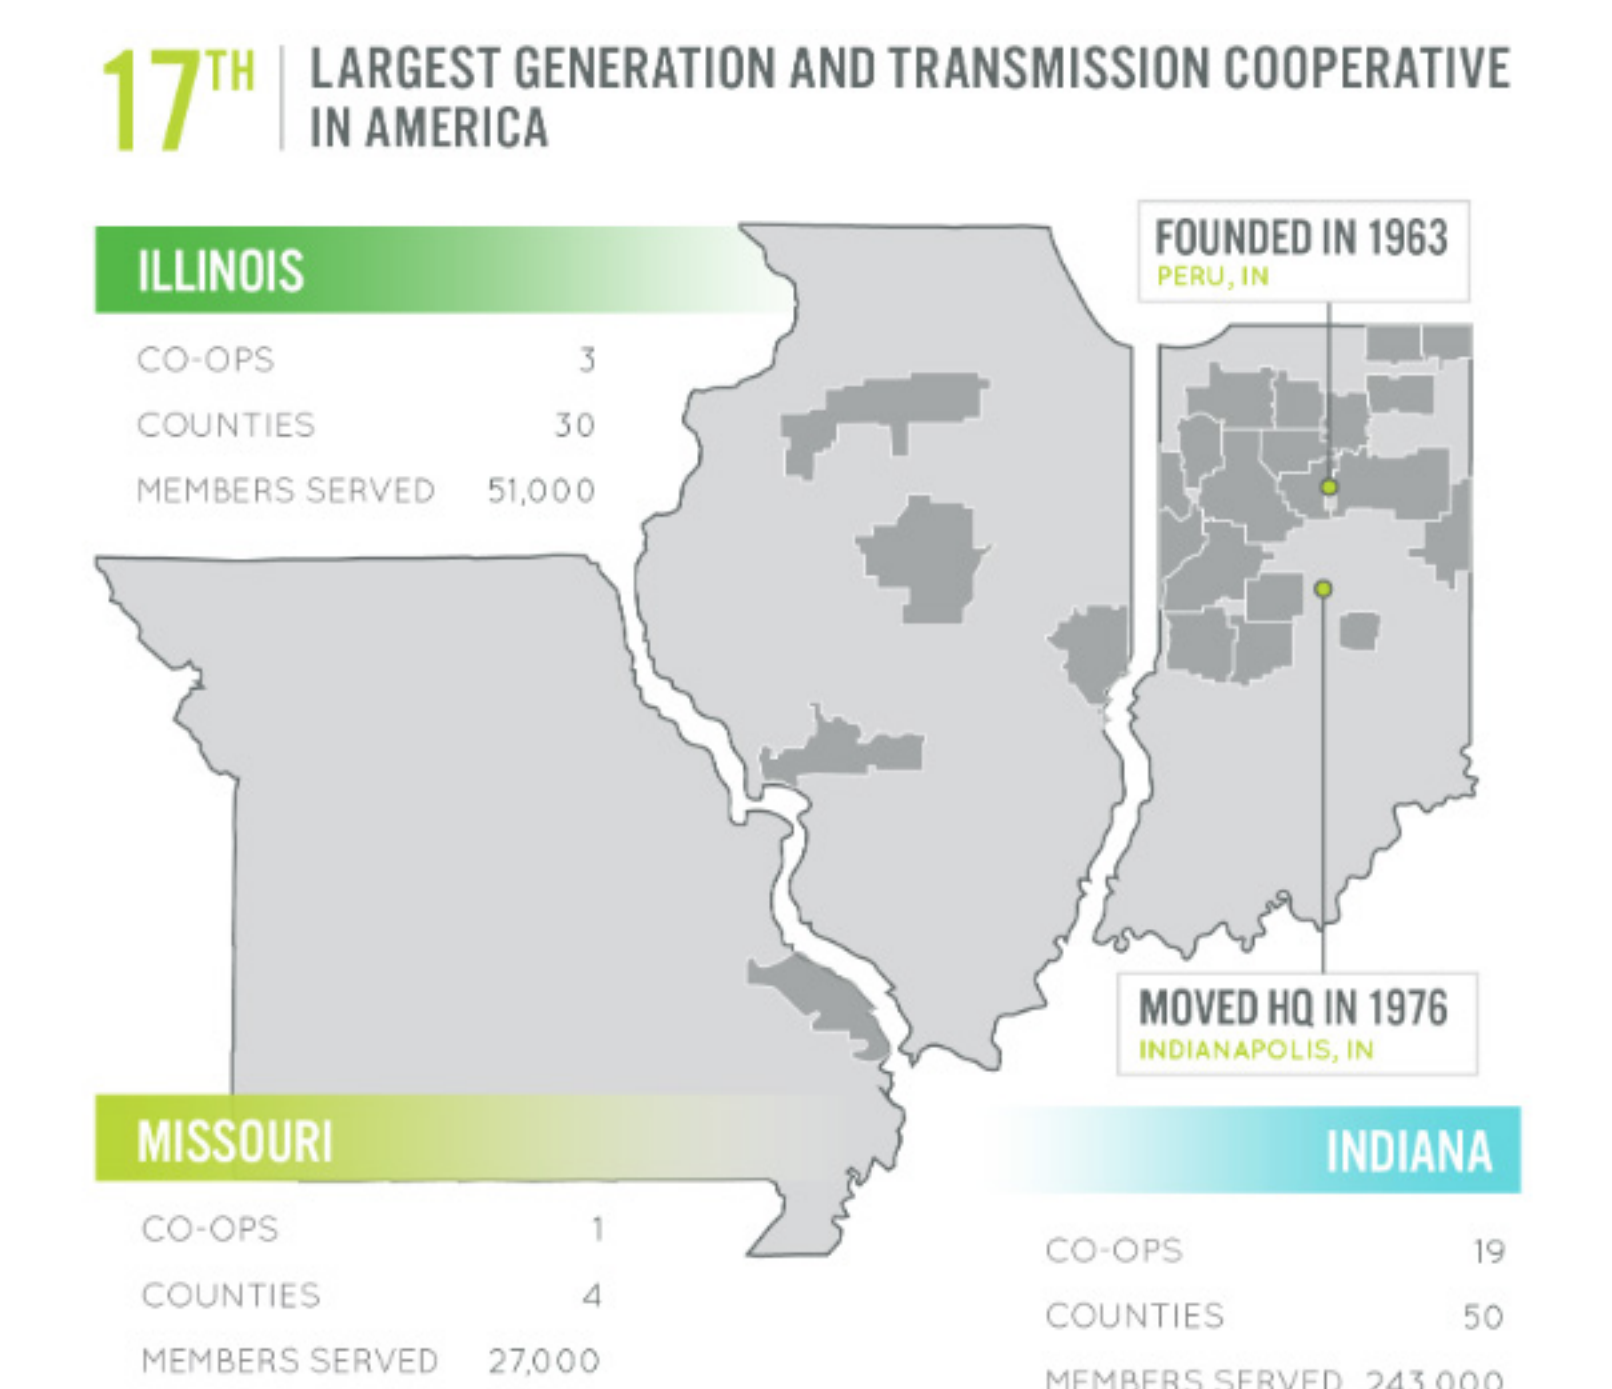 17TH
LARGEST GENERATION AND TRANSMISSION COOPERATIVE
IN AMERICA
FOUNDED IN 1963
PERU, IN
ILLINOIS
CO-OPS 3
COUNTIES 30
MEMBERS SERVED 51,000
MOVED HQ IN 1976
INDIANAPOLIS, IN
MISSOURI
CO-OPS 1
COUNTIES 4
MEMBERS SERVED 27,000
INDIANA
CO-OPS 19
COUNTIES 50
MEMBERS SERVED 243,000